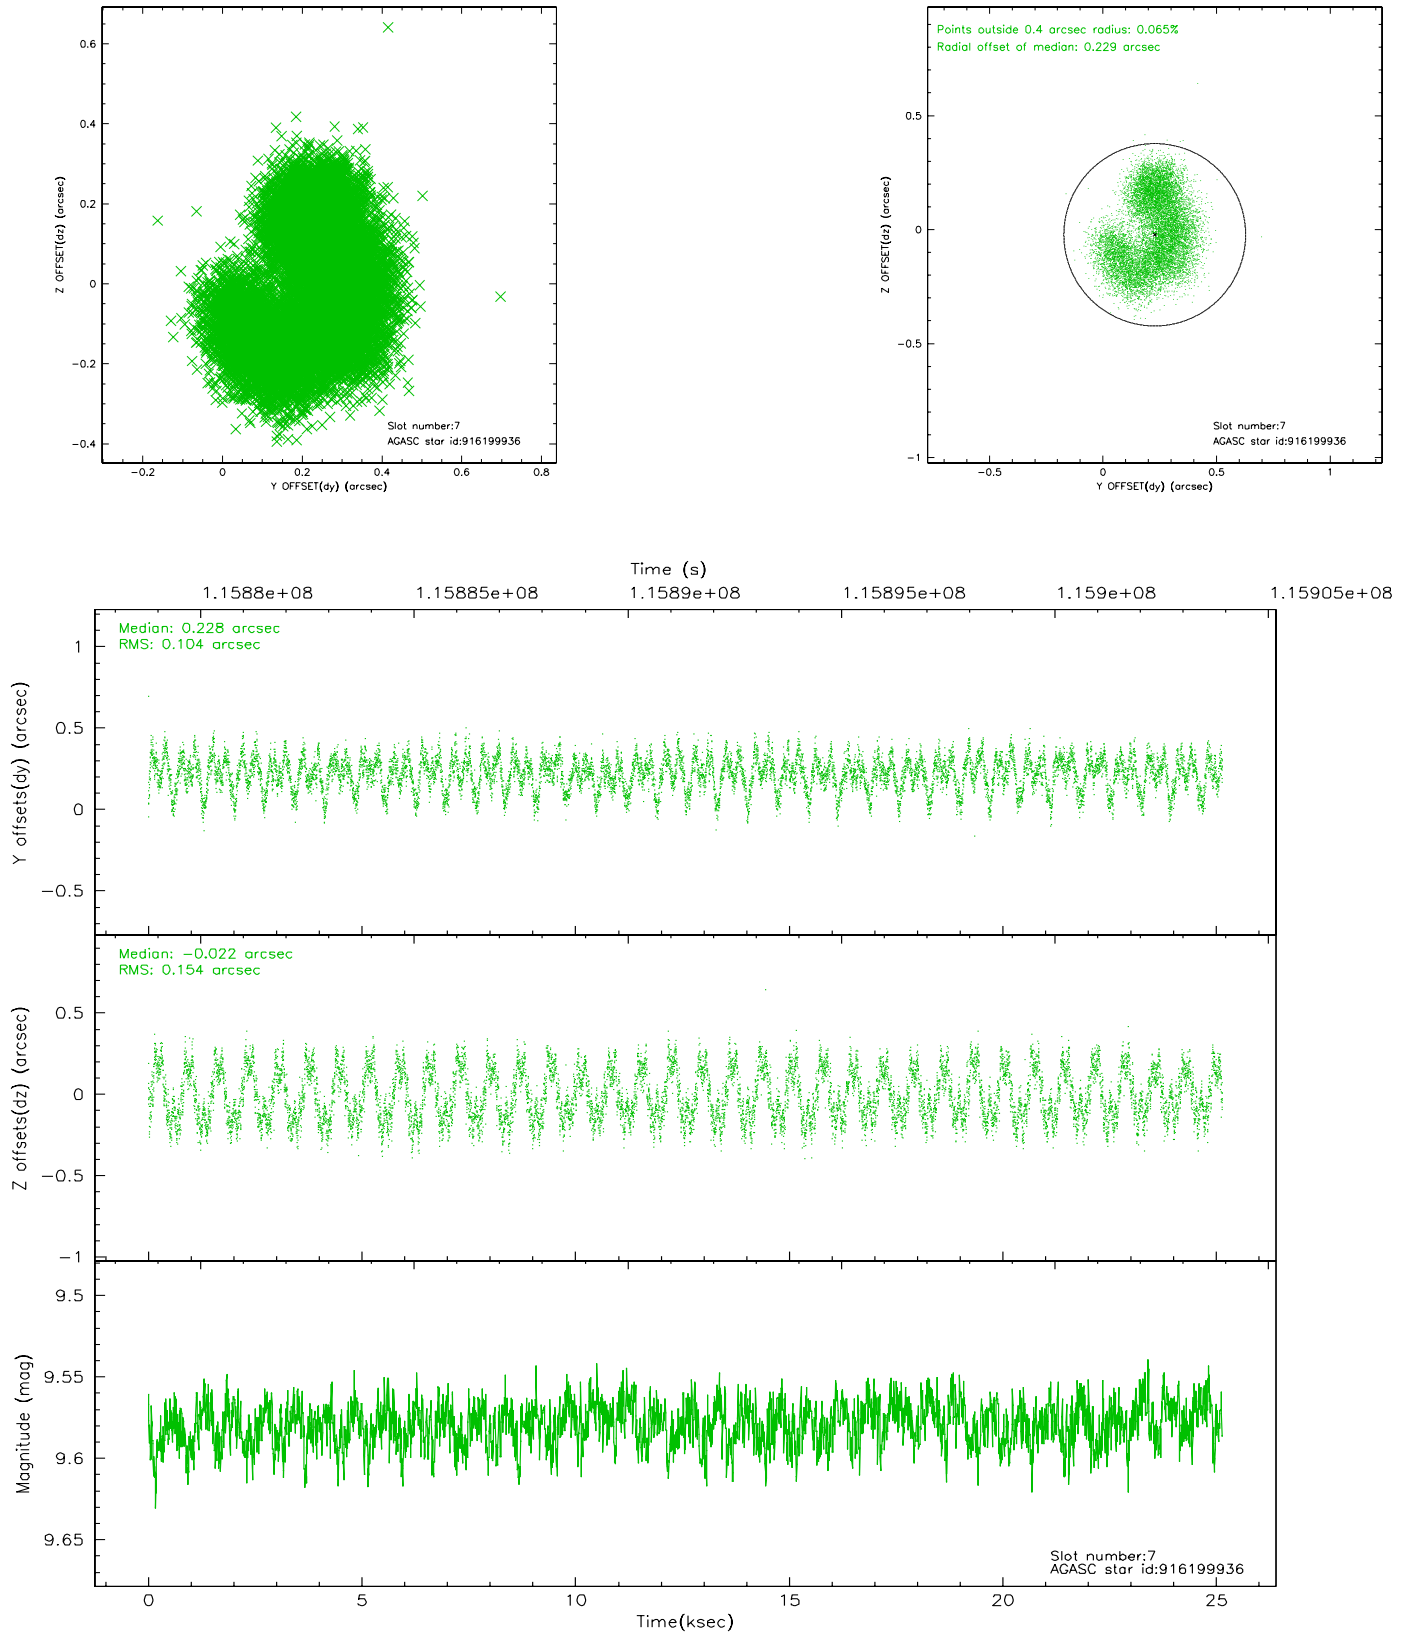 0.6
0.4
0.2
0
−0.2
−0.4
Z OFFSET(dz) (arcsec)
Slot number:7
AGASC star id:916199936
−0.2 0 0.2 0.4 0.6 0.8
Y OFFSET(dy) (arcsec)
Points outside 0.4 arcsec radius: 0.065%
Radial offset of median: 0.229 arcsec
0.5
0
−0.5
−1
Z OFFSET(dz) (arcsec)
Slot number:7
AGASC star id:916199936
−0.5 0 0.5 1
Y OFFSET(dy) (arcsec)
Time (s)
1.1588e+08 1.15885e+08 1.1589e+08 1.15895e+08 1.159e+08 1.15905e+08
Median: 0.228 arcsec
RMS: 0.104 arcsec
1
0.5
0
−0.5
Y offsets(dy) (arcsec)
Median: −0.022 arcsec
RMS: 0.154 arcsec
0.5
0
−0.5
−1
Z offsets(dz) (arcsec)
9.5
9.55
9.6
9.65
Magnitude (mag)
Slot number:7
AGASC star id:916199936
0 5 10 15 20 25
Time(ksec)